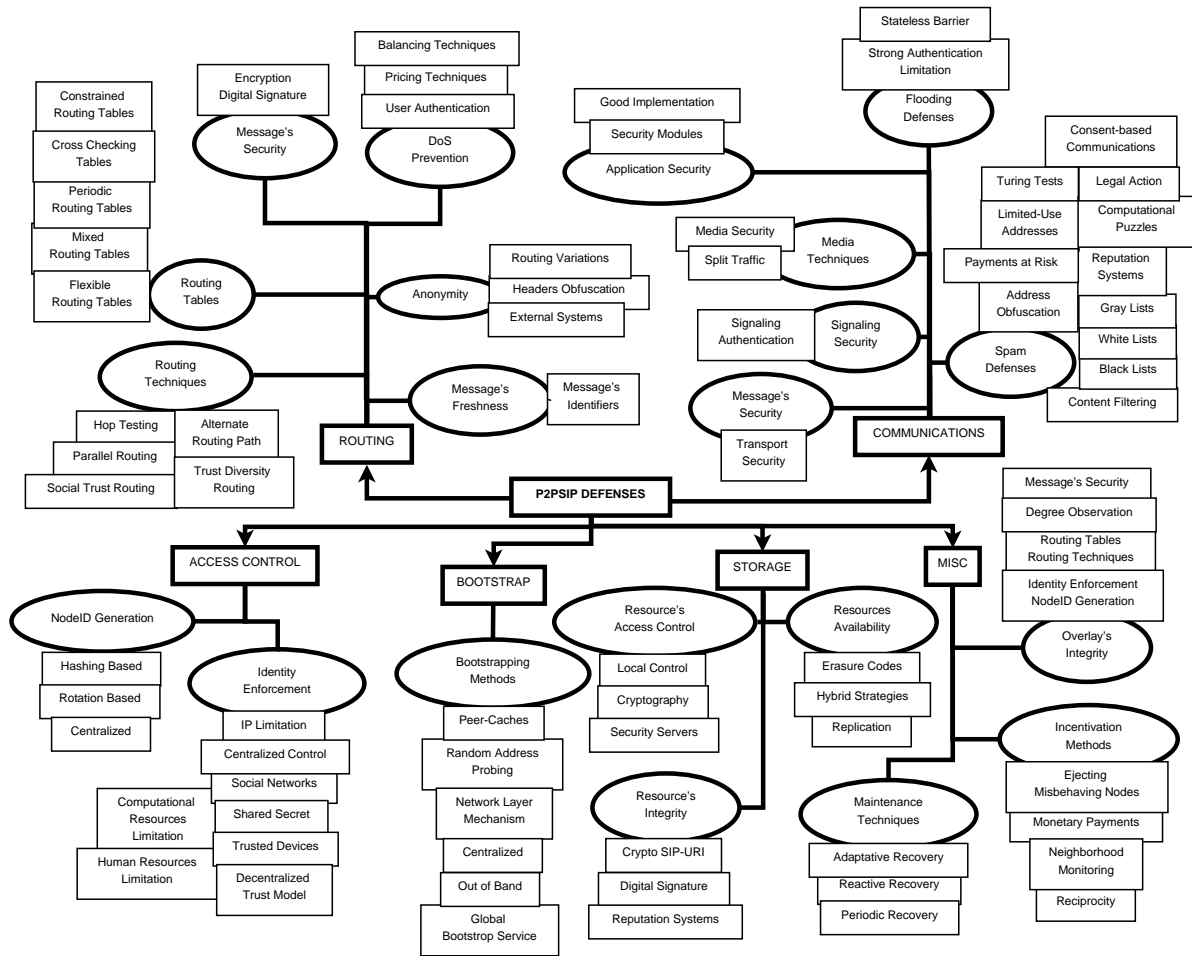 Constrained
Routing Tables
Cross Checking
Tables
Periodic
Routing Tables
Mixed
Routing Tables
Flexible
Routing Tables
Routing
Tables
Encryption
Digital Signature
Message's
Security
Balancing Techniques
Pricing Techniques
User Authentication
DoS
Prevention
Anonymity
Routing Variations
Headers Obfuscation
External Systems
Routing
Techniques
Hop Testing
Parallel Routing
Social Trust Routing
Alternate
Routing Path
Trust Diversity
Routing
Message's
Freshness
Message's
Identifiers
ROUTING
Stateless Barrier
Strong Authentication
Limitation
Flooding
Defenses
Good Implementation
Security Modules
Application Security
Media Security
Split Traffic
Media
Techniques
Signaling
Authentication
Signaling
Security
Message's
Security
Transport
Security
Consent-based
Communications
Turing Tests
Legal Action
Limited-Use
Addresses
Computational
Puzzles
Payments at Risk
Reputation
Systems
Address
Obfuscation
Gray Lists
White Lists
Black Lists
Content Filtering
Spam
Defenses
COMMUNICATIONS
P2PSIP DEFENSES
ACCESS CONTROL
NodeID Generation
Hashing Based
Rotation Based
Centralized
Identity
Enforcement
IP Limitation
Centralized Control
Social Networks
Shared Secret
Trusted Devices
Decentralized
Trust Model
Computational
Resources
Limitation
Human Resources
Limitation
BOOTSTRAP
Bootstrapping
Methods
Peer-Caches
Random Address
Probing
Network Layer
Mechanism
Centralized
Out of Band
Global
Bootstrop Service
STORAGE
Resource's
Access Control
Local Control
Cryptography
Security Servers
Resources
Availability
Erasure Codes
Hybrid Strategies
Replication
Resource's
Integrity
Crypto SIP-URI
Digital Signature
Reputation Systems
MISC
Message's Security
Degree Observation
Routing Tables
Routing Techniques
Identity Enforcement
NodeID Generation
Overlay's
Integrity
Incentivation
Methods
Ejecting
Misbehaving Nodes
Monetary Payments
Neighborhood
Monitoring
Reciprocity
Maintenance
Techniques
Adaptative Recovery
Reactive Recovery
Periodic Recovery